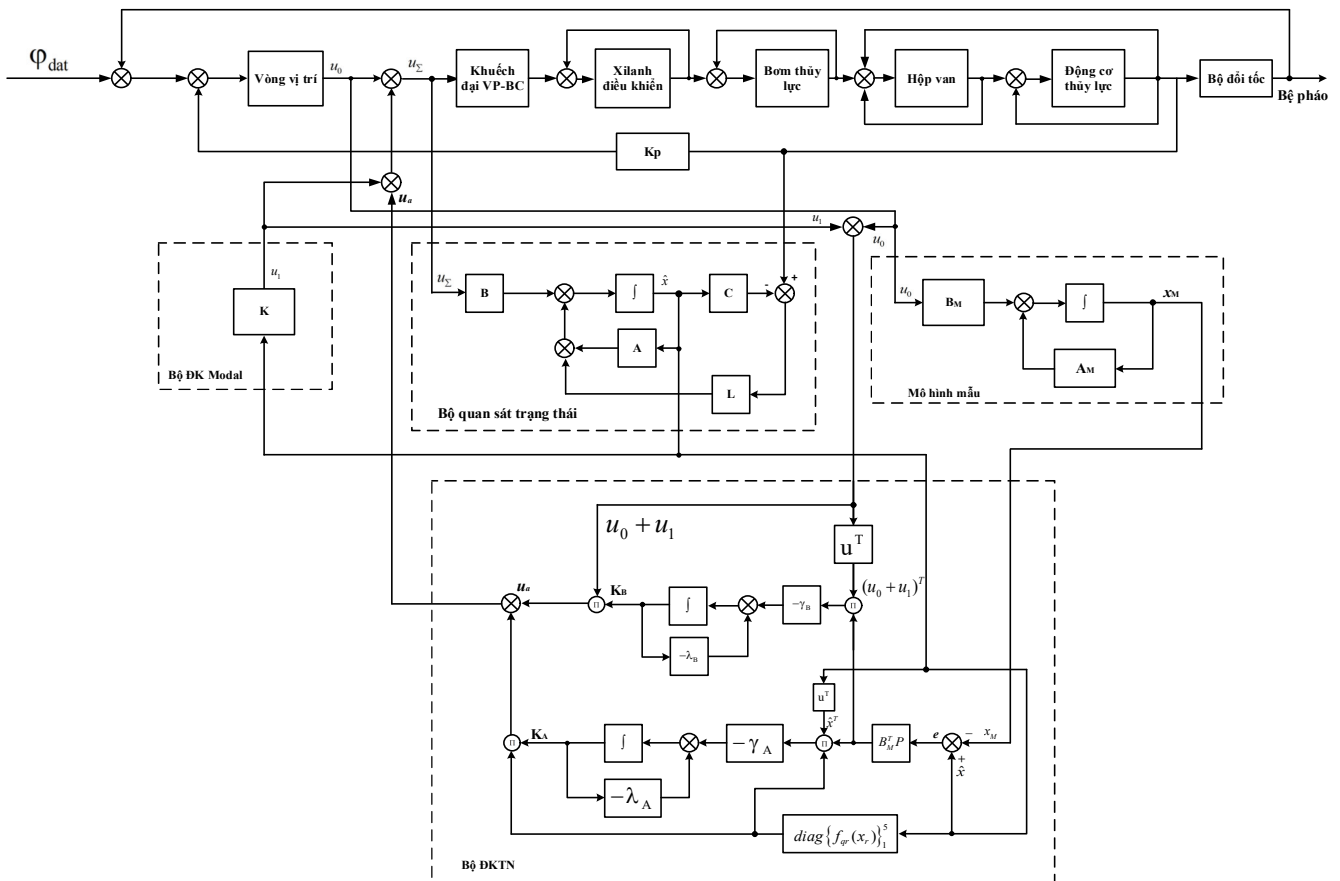 φdat
Vòng vị trí
u0
uΣ
Khuếch
đại VP-BC
Xilanh
điều khiển
Bơm thủy
lực
Hộp van
Động cơ
thủy lực
Bộ đổi tốc
Bệ pháo
Kp
ua
u1
u0
u1
K
Bộ ĐK Modal
uΣ
B
∫
x̂
C
-
+
A
L
Bộ quan sát trạng thái
u0
BM
∫
xM
AM
Mô hình mẫu
u0 + u1
uT
(u0 + u1)T
ua
KB
Π
∫
−γB
Π
−λB
uT
x̂T
Π
KA
∫
−γA
Π
BMT P
e
−
xM
+
x̂
−λA
diag{fqr(xr)}15
Bộ ĐKTN